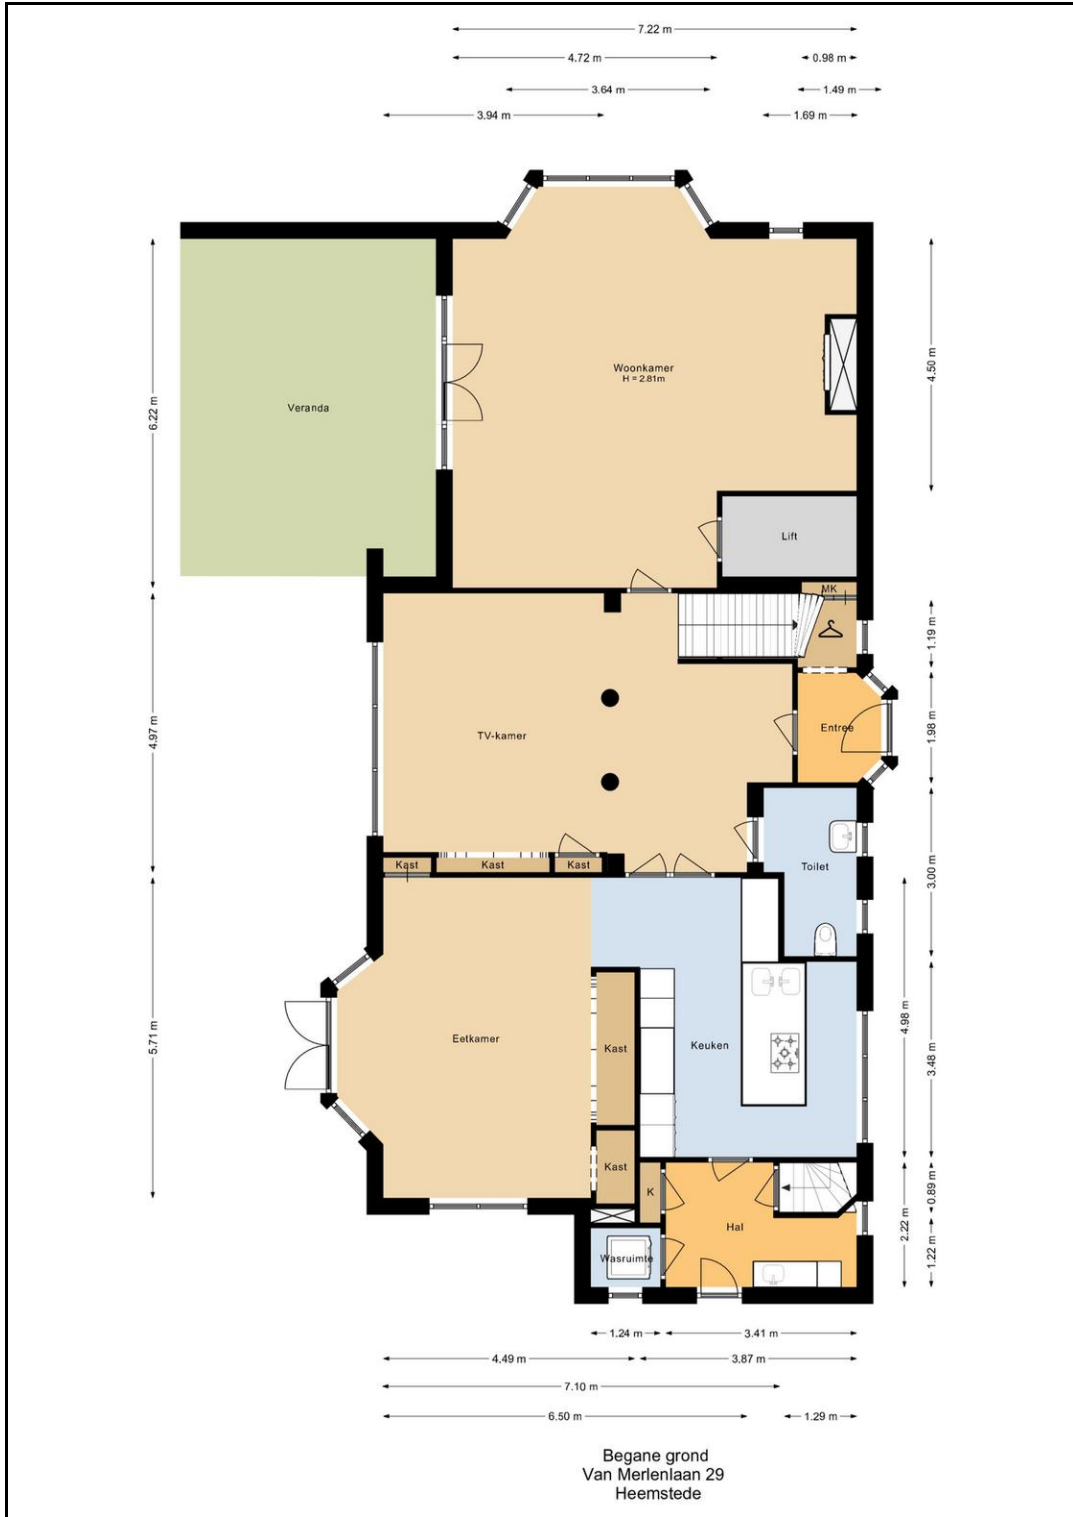 7.22 m
4.72 m
0.98 m
3.64 m
1.49 m
3.94 m
1.69 m
6.22 m
4.50 m
Woonkamer
H = 2.81m
Veranda
Lift
MK
1.19 m
4.97 m
1.98 m
TV-kamer
Entree
Kast
Kast
Kast
Toilet
3.00 m
5.71 m
4.98 m
3.48 m
Eetkamer
Kast
Keuken
Kast
K
Hal
0.89 m
2.22 m
1.22 m
Wasruimte
1.24 m
3.41 m
4.49 m
3.87 m
7.10 m
6.50 m
1.29 m
Begane grond
Van Merlenlaan 29
Heemstede